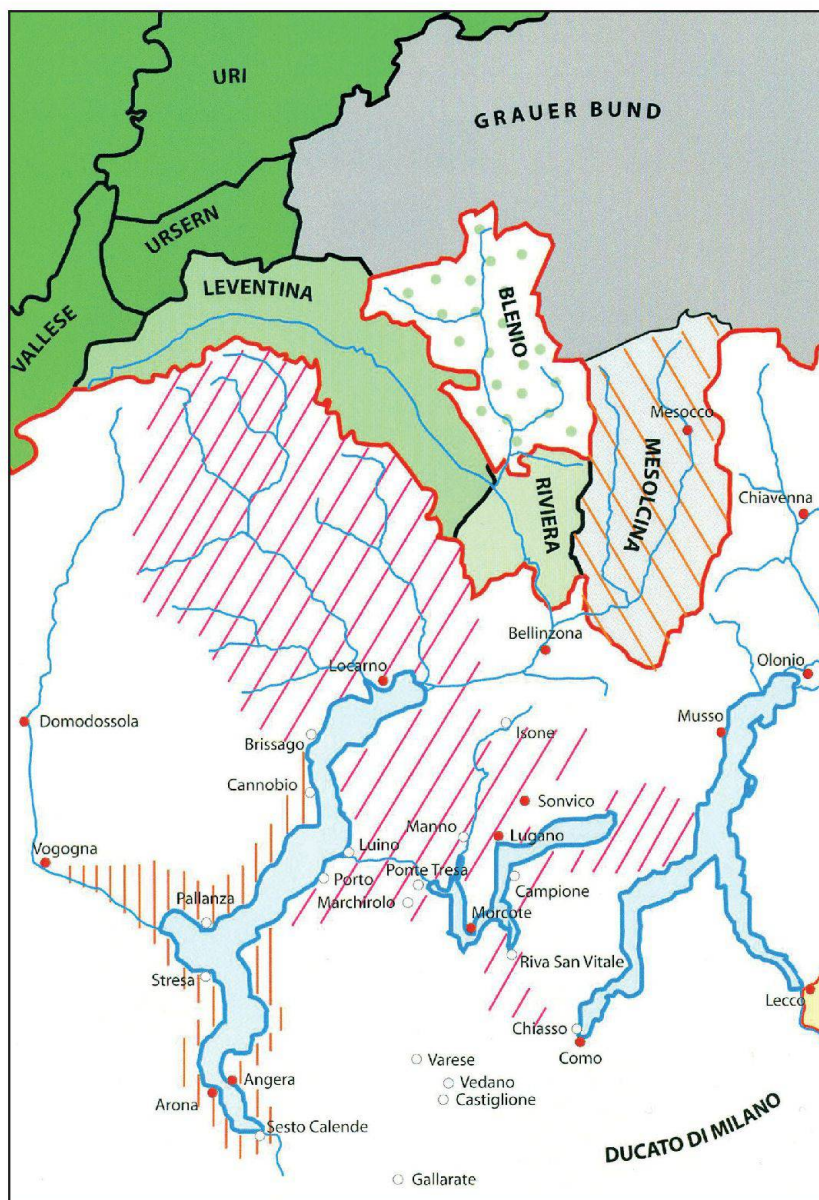 URI
GRAUER BUND
URSERN
VALLESE
LEVENTINA
BLENIO
Mesocco
MESOLCINA
RIVIERA
Chiavenna
Bellinzona
Locarno
Olonio
Domodossola
Brissago
Isone
Musso
Cannobio
Sonvico
Manno
Lugano
Luino
Vogogna
Porto
Ponte Tresa
Campione
Marchirolo
Pallanza
Morcote
Riva San Vitale
Stresa
Lecco
Chiasso
Como
Varese
Angera
Vedano
Arona
Castiglione
Sesto Calende
DUCATO DI MILANO
Gallarate